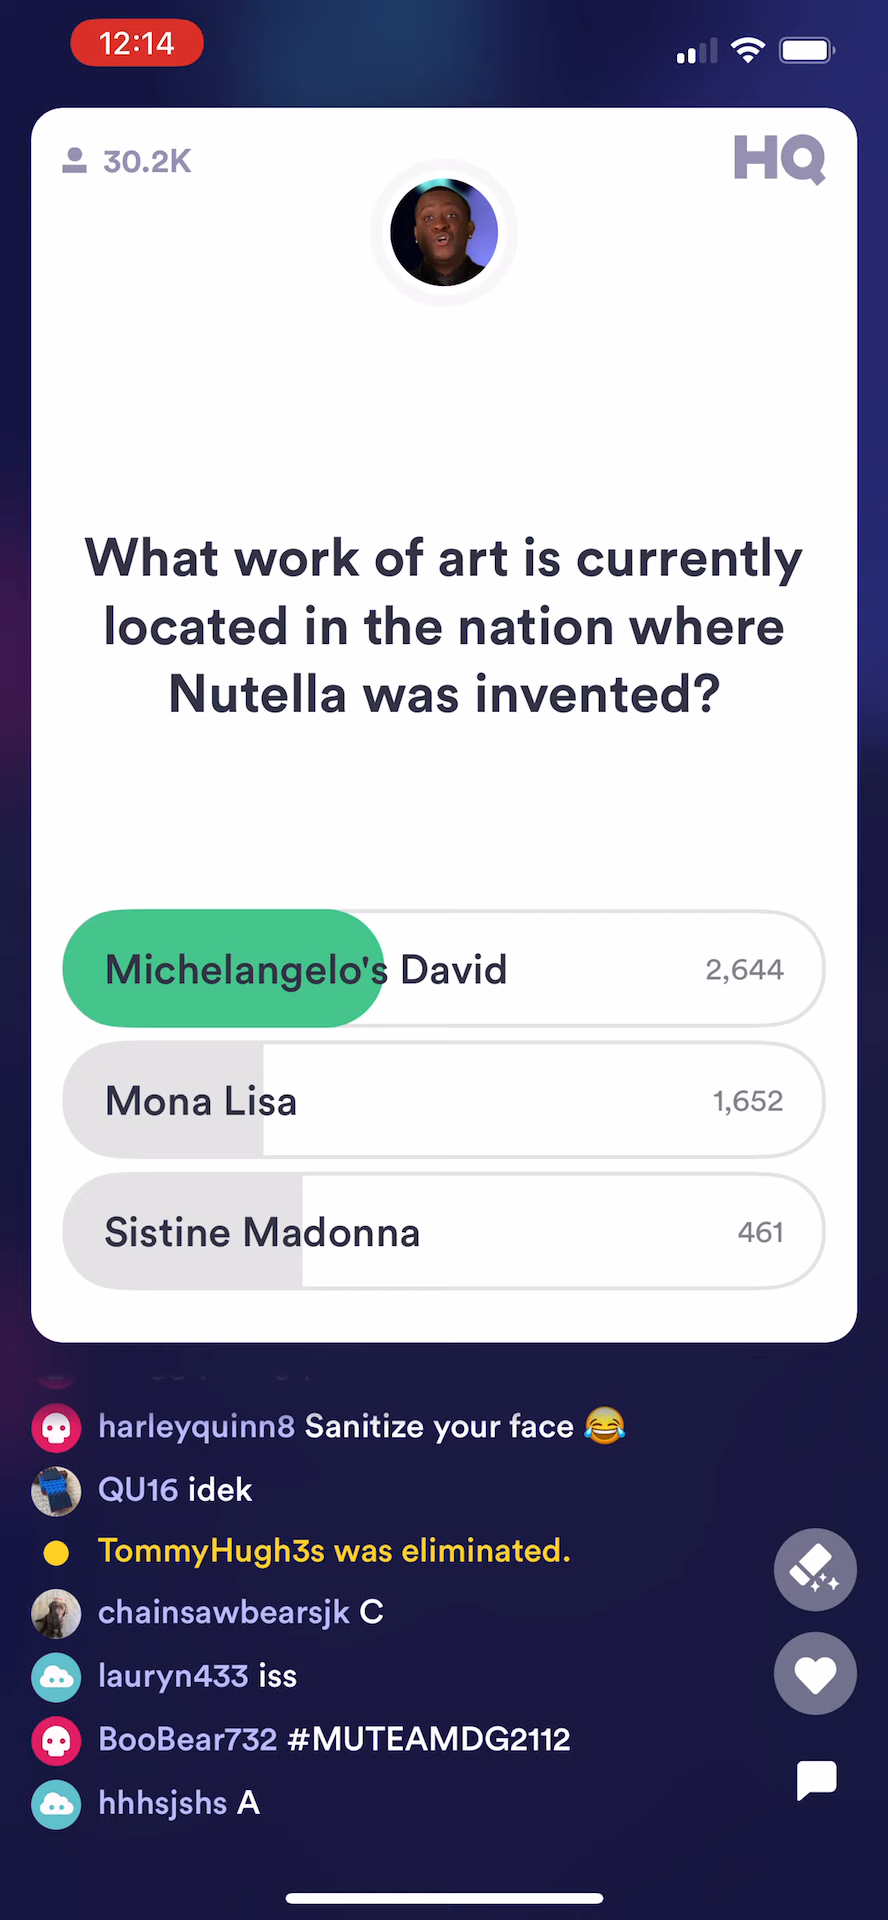 12:14
30.2K
HQ
What work of art is currently
located in the nation where
Nutella was invented?
Michelangelo's David
2,644
Mona Lisa
1,652
Sistine Madonna
461
harleyquinn8 Sanitize your face 😂
QU16 idek
TommyHugh3s was eliminated.
chainsawbearsjk C
lauryn433 iss
BooBear732 #MUTEAMDG2112
hhhsjshs A